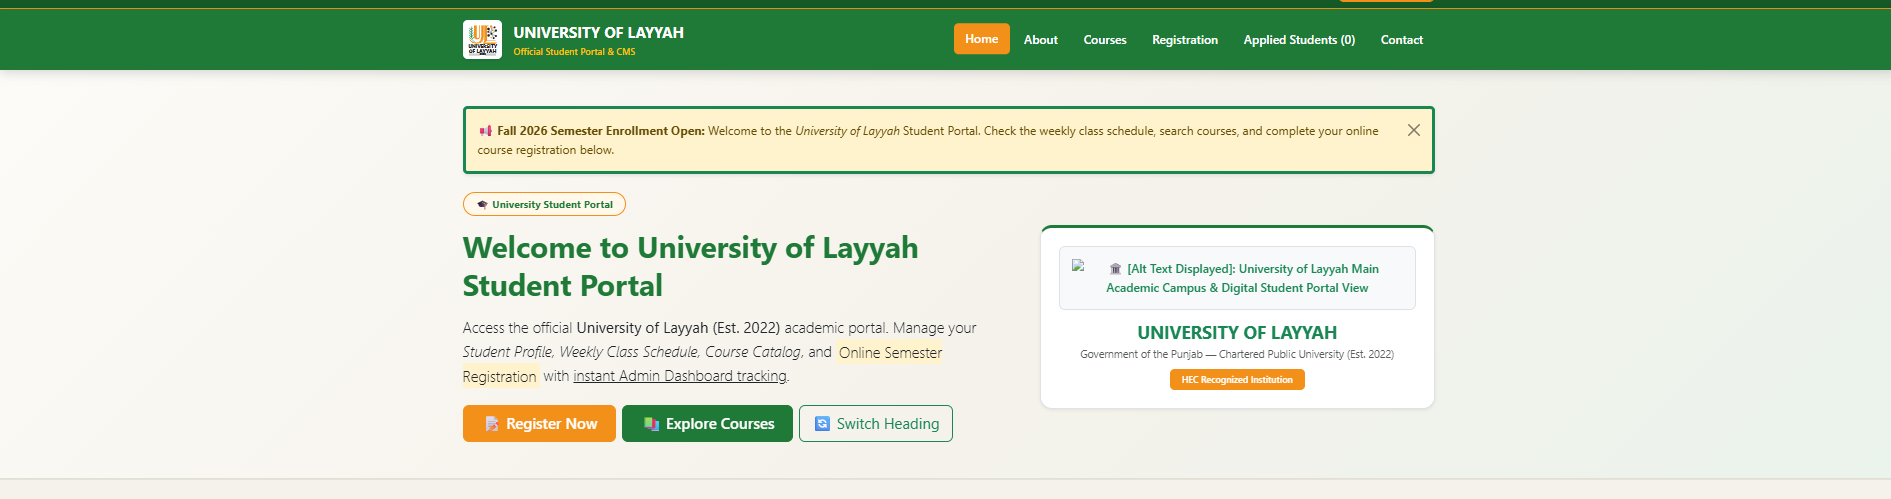 UNIVERSITY OF LAYYAH
Official Student Portal & CMS
Home
About
Courses
Registration
Applied Students (0)
Contact
Fall 2026 Semester Enrollment Open: Welcome to the University of Layyah Student Portal. Check the weekly class schedule, search courses, and complete your online
course registration below.
University Student Portal
Welcome to University of Layyah
Student Portal
Access the official University of Layyah (Est. 2022) academic portal. Manage your
Student Profile, Weekly Class Schedule, Course Catalog, and Online Semester
Registration with instant Admin Dashboard tracking.
Register Now
Explore Courses
Switch Heading
[Alt Text Displayed]: University of Layyah Main
Academic Campus & Digital Student Portal View
UNIVERSITY OF LAYYAH
Government of the Punjab — Chartered Public University (Est. 2022)
HEC Recognized Institution